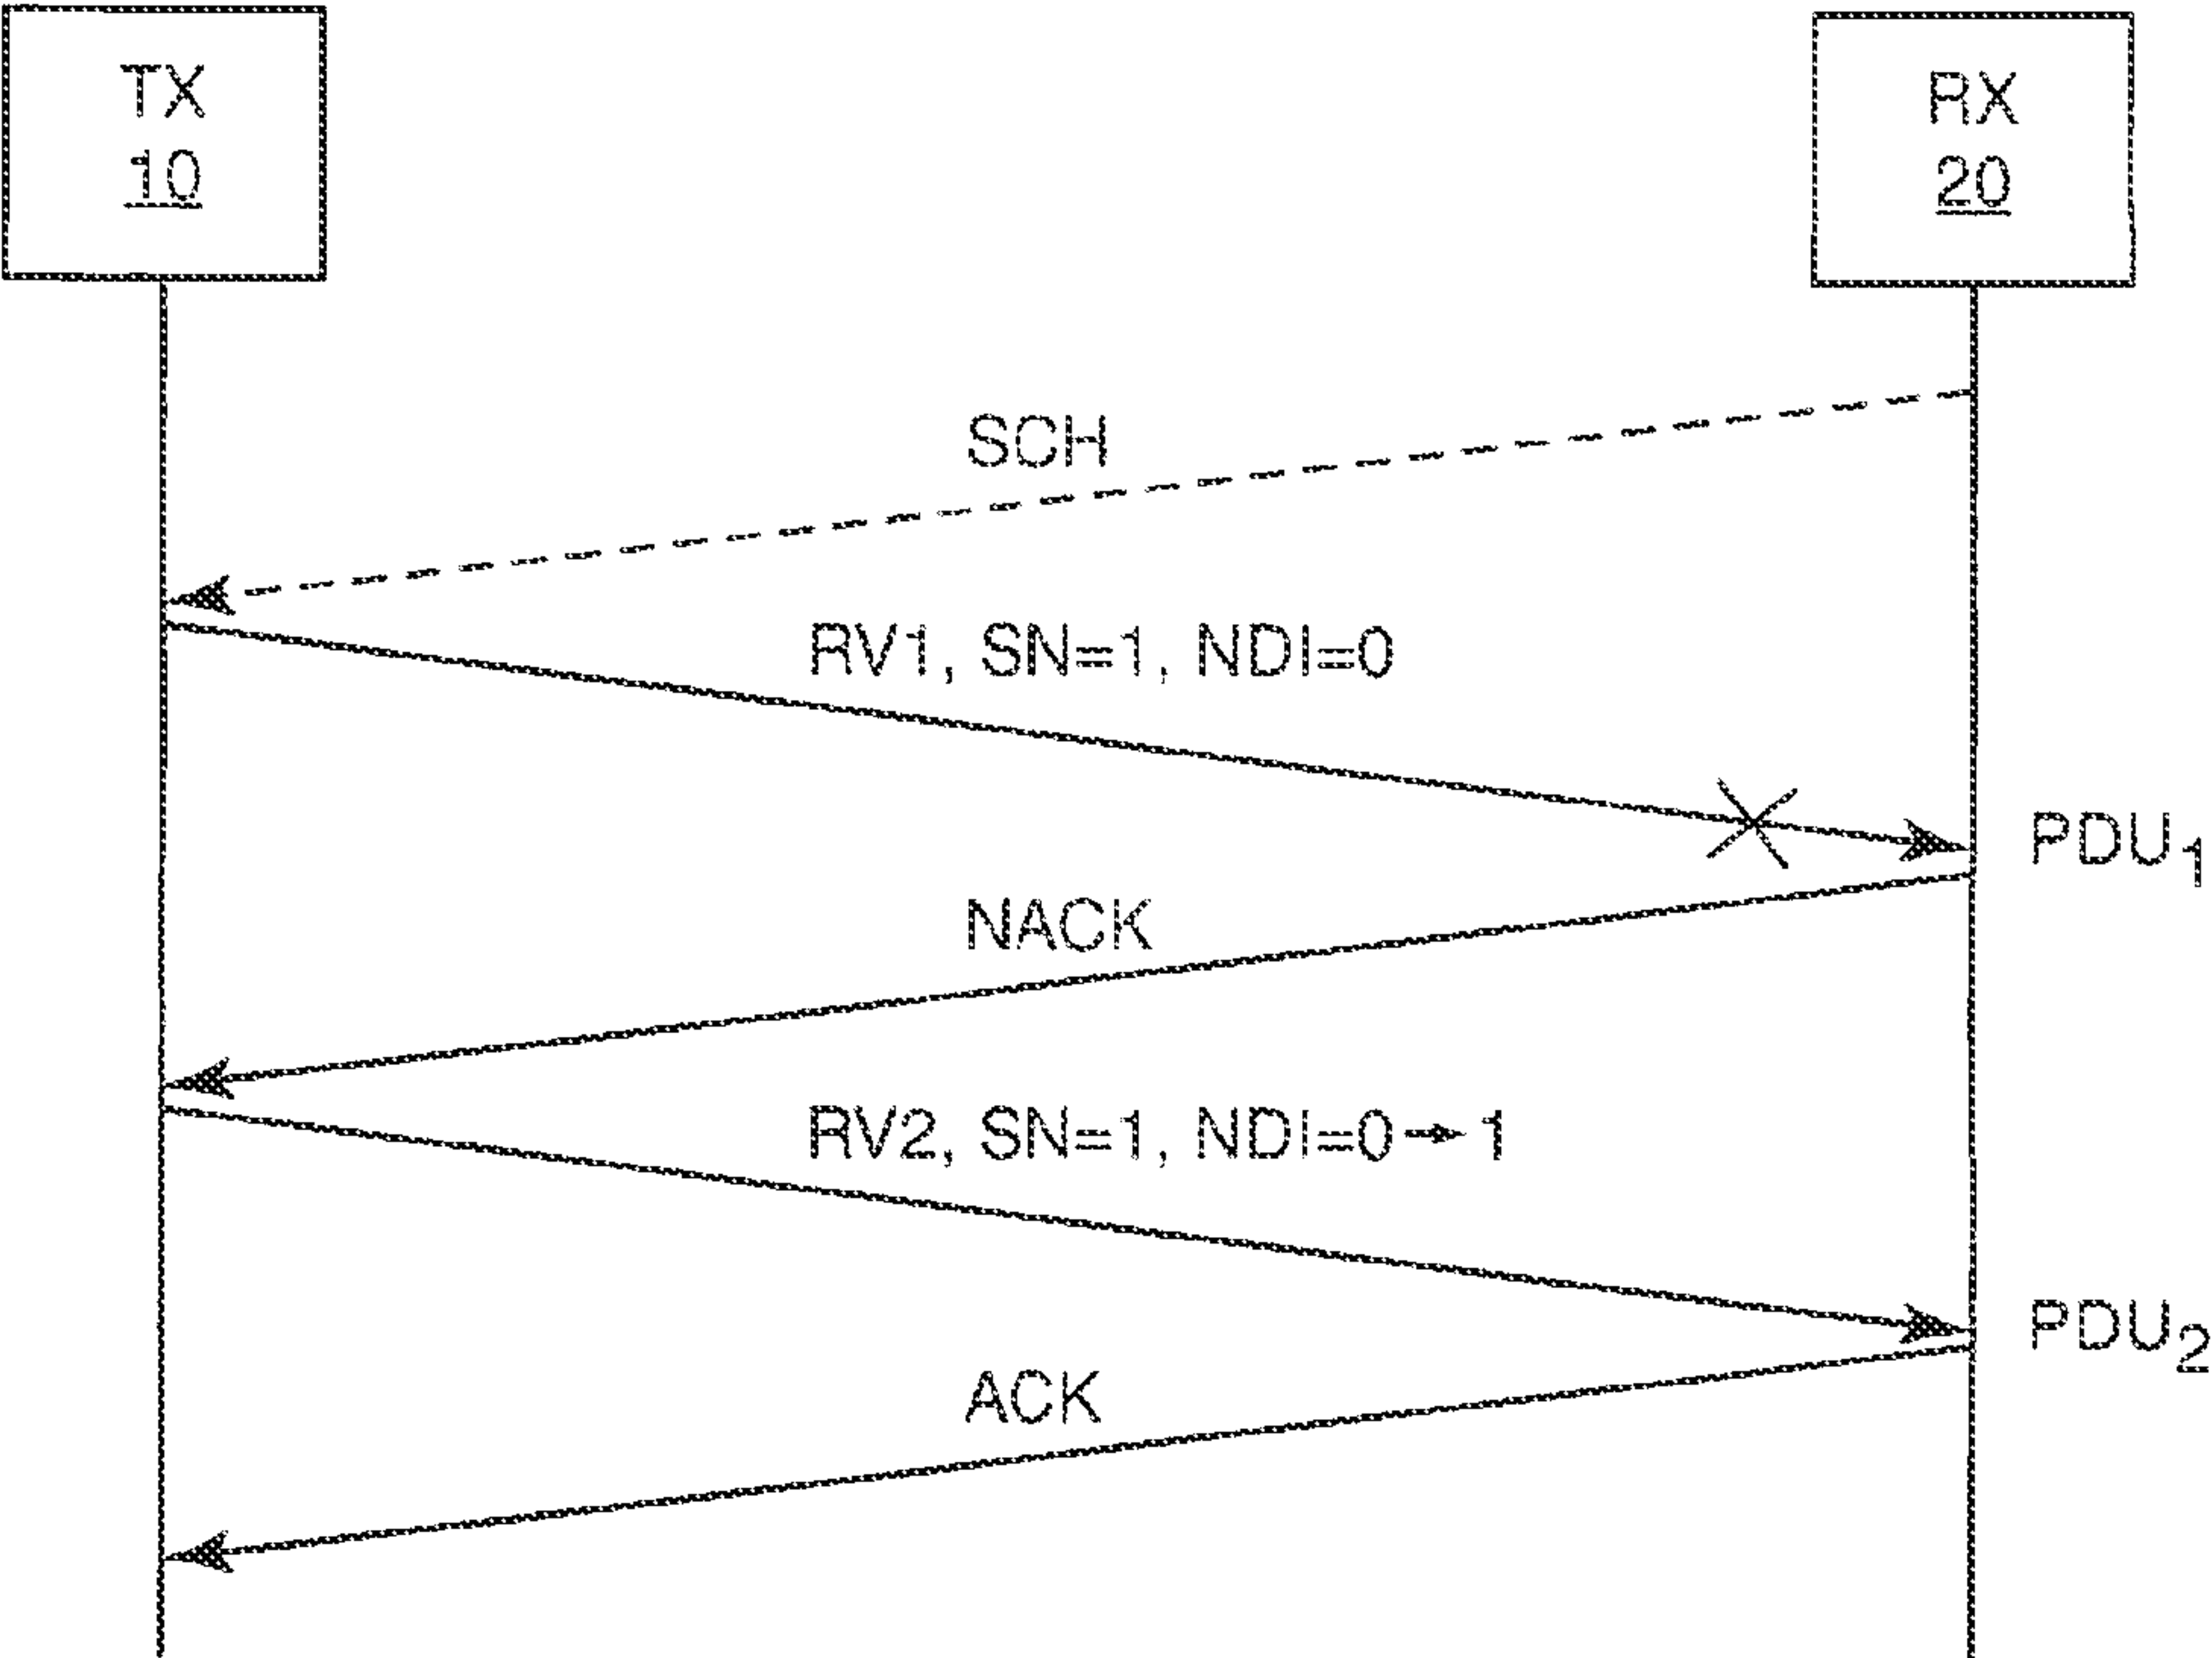 TX
10
RX
20
SCH
RV1, SN=1, NDI=0
PDU1
NACK
RV2, SN=1, NDI=0→1
PDU2
ACK